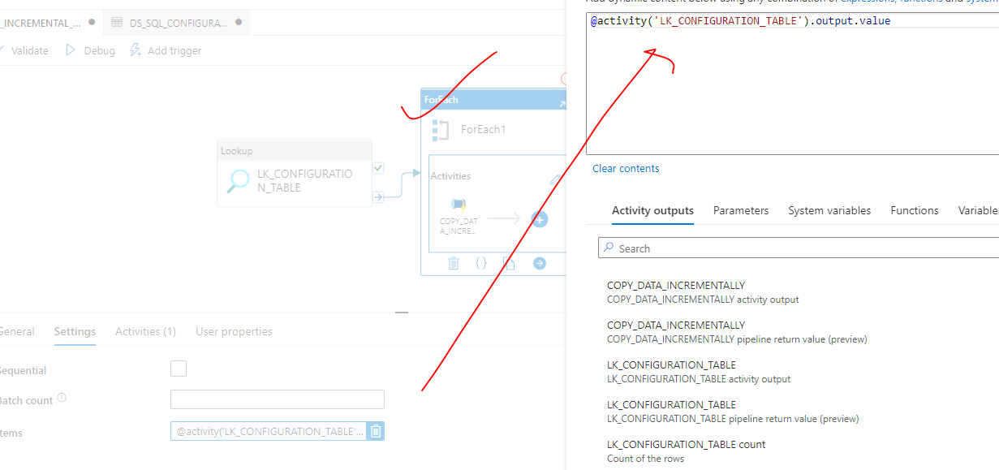 _INCREMENTAL_...
DS_SQL_CONFIGURA...
Validate
Debug
Add trigger
Lookup
LK_CONFIGURATIO
N_TABLE
ForEach
ForEach1
Activities
COPY_DAT
A_INCRE...
General
Settings
Activities (1)
User properties
Sequential
Batch count
Items
@activity('LK_CONFIGURATION_TABLE'...
Add dynamic content below using any combination of expressions, functions and system
@activity('LK_CONFIGURATION_TABLE').output.value
Clear contents
Activity outputs
Parameters
System variables
Functions
Variables
Search
COPY_DATA_INCREMENTALLY
COPY_DATA_INCREMENTALLY activity output
COPY_DATA_INCREMENTALLY
COPY_DATA_INCREMENTALLY pipeline return value (preview)
LK_CONFIGURATION_TABLE
LK_CONFIGURATION_TABLE activity output
LK_CONFIGURATION_TABLE
LK_CONFIGURATION_TABLE pipeline return value (preview)
LK_CONFIGURATION_TABLE count
Count of the rows